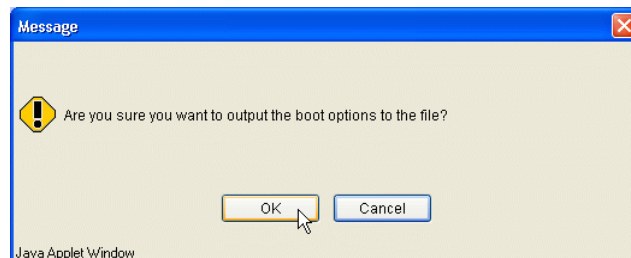 Message
Are you sure you want to output the boot options to the file?
OK
Cancel
Java Applet Window